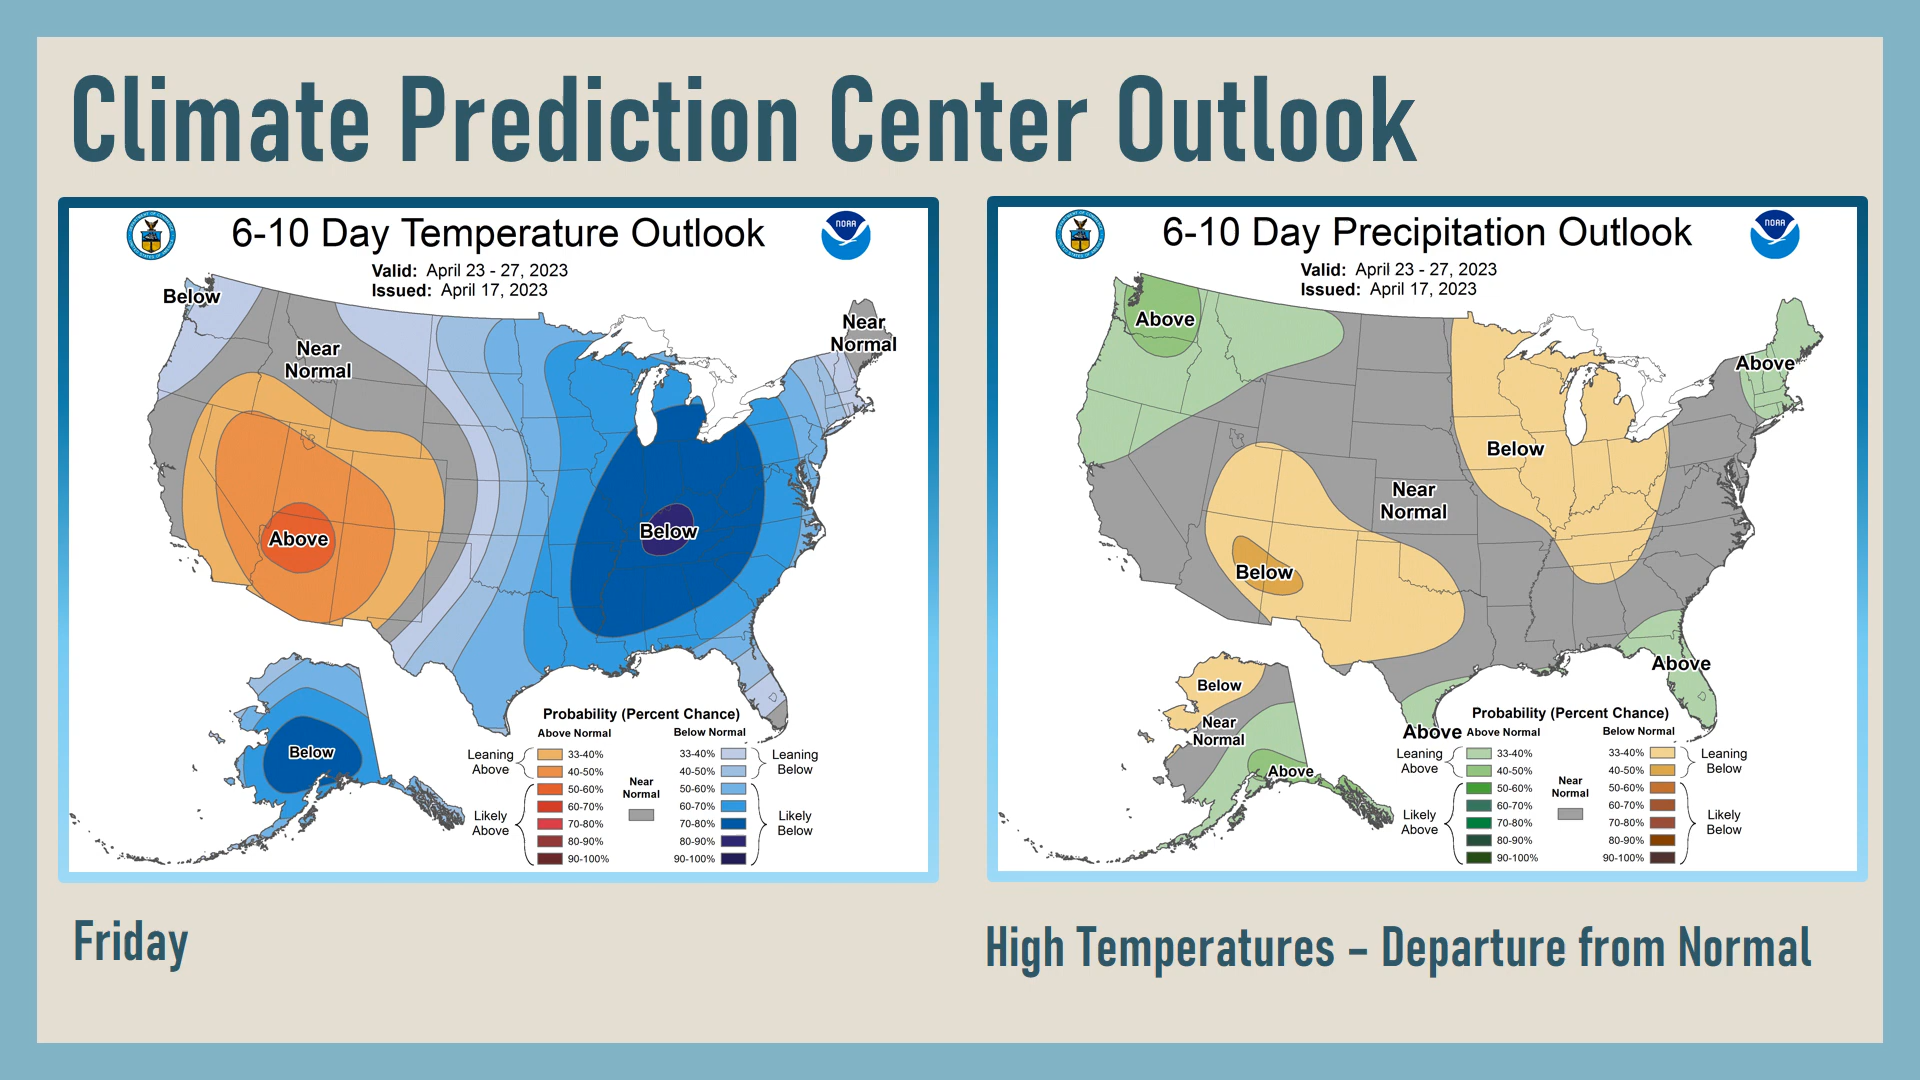 Climate Prediction Center Outlook
6-10 Day Temperature Outlook
NOAA
Valid: April 23 - 27, 2023
Issued: April 17, 2023
Below
Near
Normal
Near
Normal
Above
Below
Below
Probability (Percent Chance)
Above Normal
Below Normal
Leaning
Above
33-40%
40-50%
Likely
Above
50-60%
60-70%
70-80%
80-90%
90-100%
Near
Normal
33-40%
40-50%
Leaning
Below
50-60%
60-70%
70-80%
80-90%
90-100%
Likely
Below
6-10 Day Precipitation Outlook
NOAA
Valid: April 23 - 27, 2023
Issued: April 17, 2023
Above
Above
Below
Near
Normal
Below
Above
Below
Near
Normal
Above
Above
Probability (Percent Chance)
Above Normal
Below Normal
Leaning
Above
33-40%
40-50%
Likely
Above
50-60%
60-70%
70-80%
80-90%
90-100%
Near
Normal
33-40%
40-50%
Leaning
Below
50-60%
60-70%
70-80%
80-90%
90-100%
Likely
Below
Friday
High Temperatures – Departure from Normal